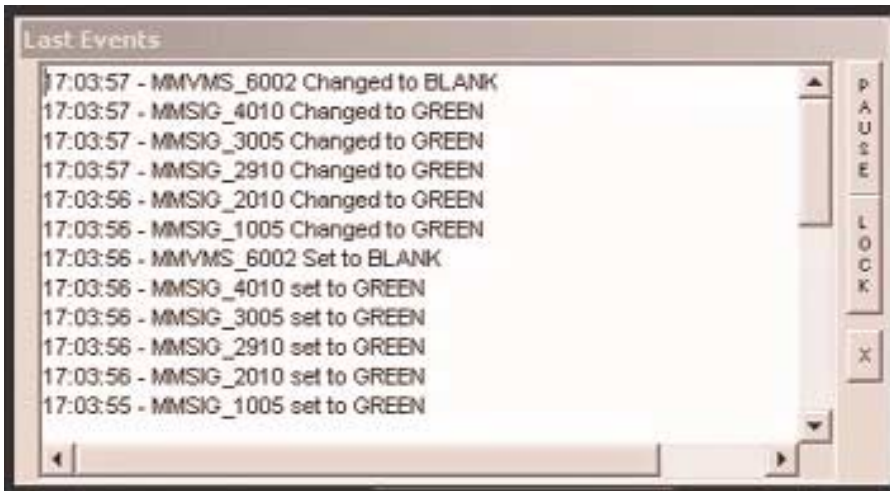 Last Events
17:03:57 - MMVMS_6002 Changed to BLANK
17:03:57 - MMSIG_4010 Changed to GREEN
17:03:57 - MMSIG_3005 Changed to GREEN
17:03:57 - MMSIG_2910 Changed to GREEN
17:03:56 - MMSIG_2010 Changed to GREEN
17:03:56 - MMSIG_1005 Changed to GREEN
17:03:56 - MMVMS_6002 Set to BLANK
17:03:56 - MMSIG_4010 set to GREEN
17:03:56 - MMSIG_3005 set to GREEN
17:03:56 - MMSIG_2910 set to GREEN
17:03:56 - MMSIG_2010 set to GREEN
17:03:55 - MMSIG_1005 set to GREEN
PAUSE
LOCK
X